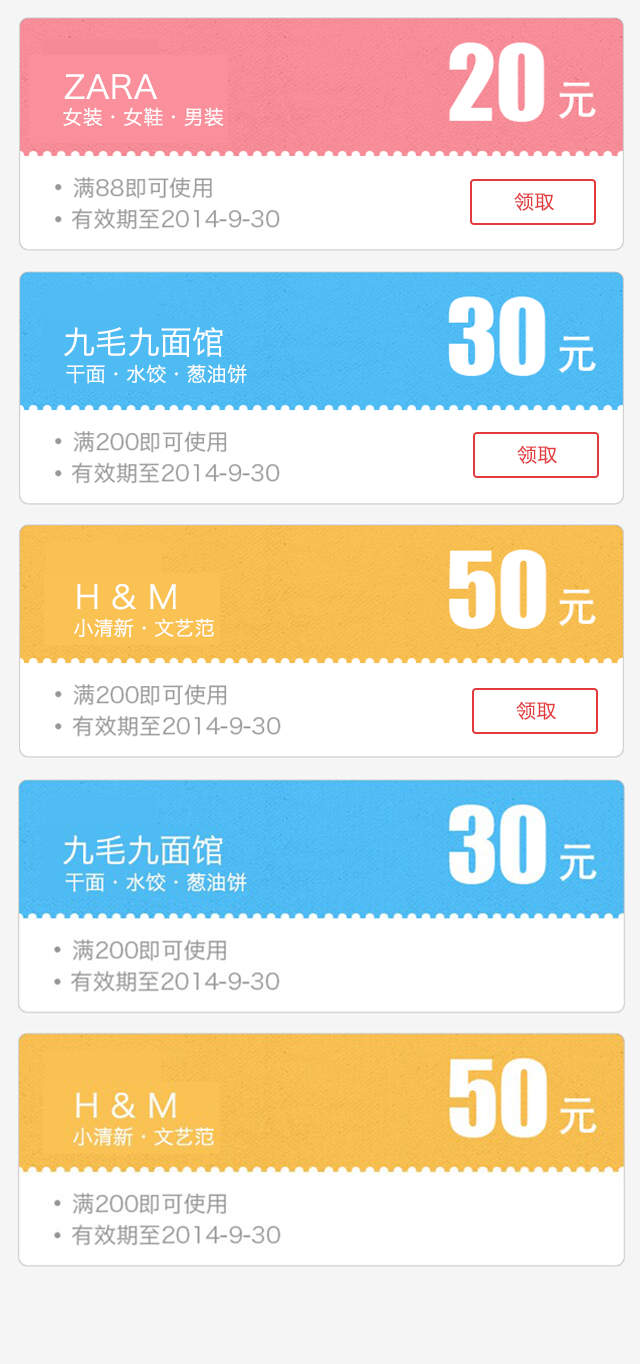 ZARA
20 元
女装 · 女鞋 · 男装
• 满88即可使用
• 有效期至2014-9-30
领取
九毛九面馆
30 元
干面 · 水饺 · 葱油饼
• 满200即可使用
• 有效期至2014-9-30
领取
H & M
50 元
小清新 · 文艺范
• 满200即可使用
• 有效期至2014-9-30
领取
九毛九面馆
30 元
干面 · 水饺 · 葱油饼
• 满200即可使用
• 有效期至2014-9-30
H & M
50 元
小清新 · 文艺范
• 满200即可使用
• 有效期至2014-9-30